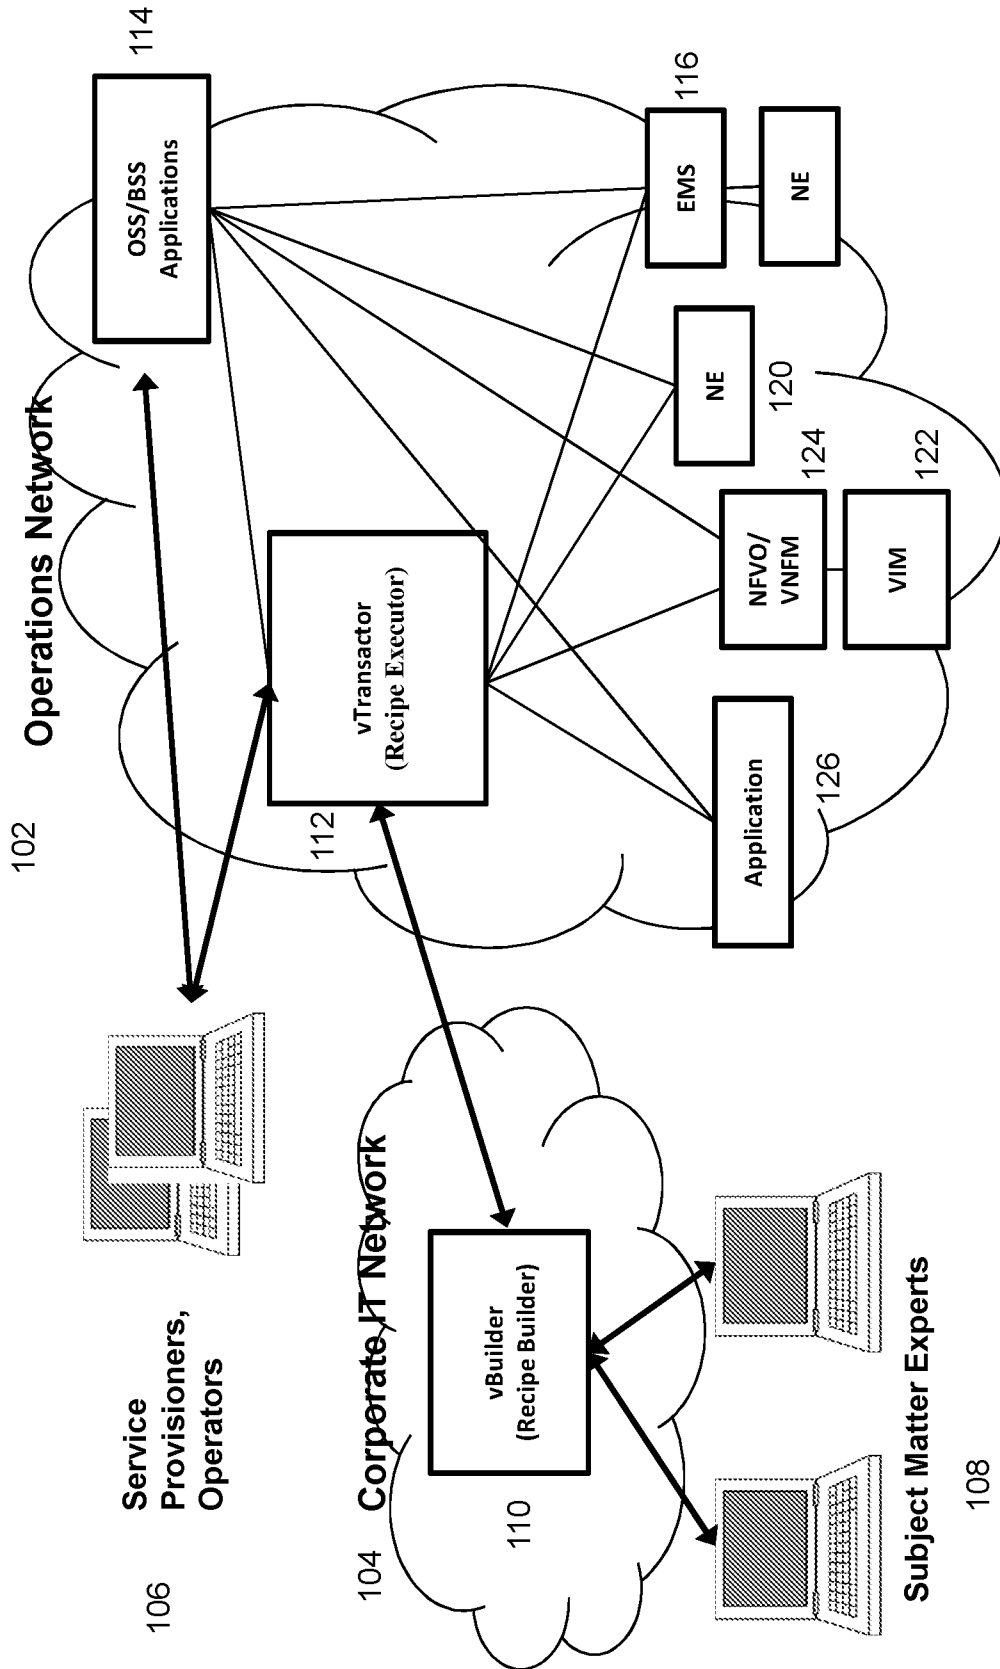 102
Operations Network
114
OSS/BSS
Applications
106
Service
Provisioners,
Operators
112
vTransactor
(Recipe Executor)
104
Corporate IT Network
110
vBuilder
(Recipe Builder)
116
EMS
NE
NE
120
124
NFVO/
VNFM
122
VIM
Application
126
Subject Matter Experts
108